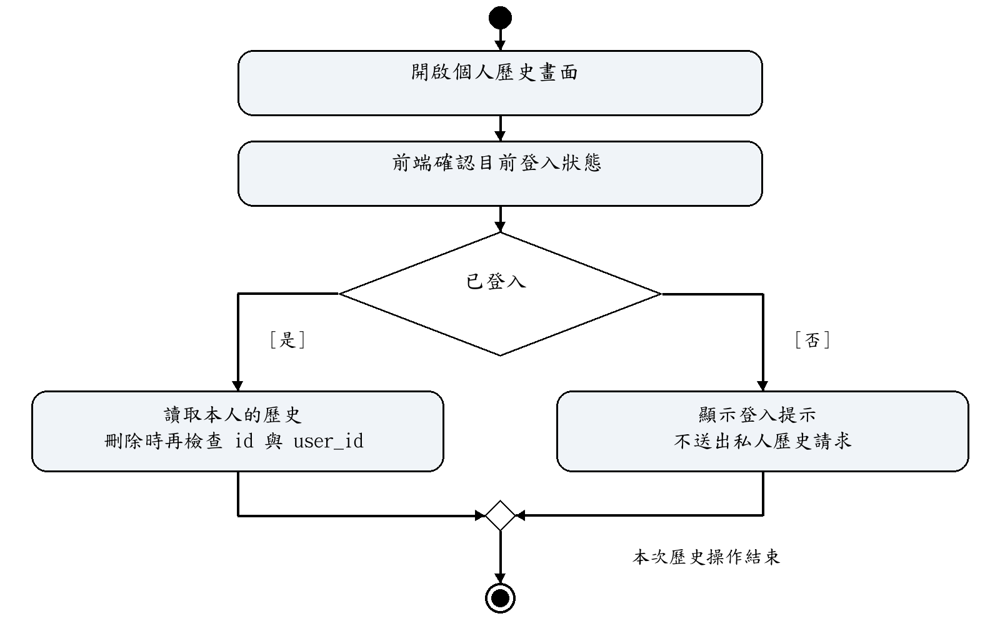 開啟個人歷史畫面
前端確認目前登入狀態
已登入
[是]
[否]
讀取本人的歷史
刪除時再檢查 id 與 user_id
顯示登入提示
不送出私人歷史請求
本次歷史操作結束